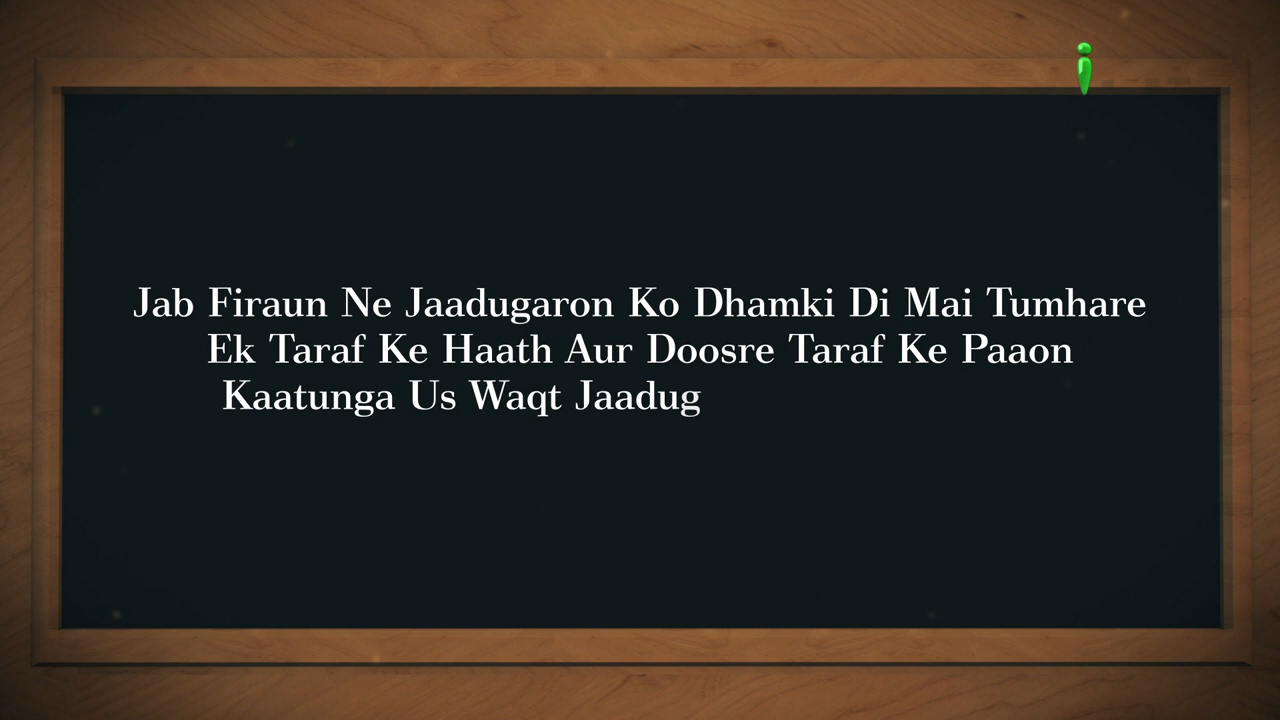 Jab Firaun Ne Jaadugaron Ko Dhamki Di Mai Tumhare
Ek Taraf Ke Haath Aur Doosre Taraf Ke Paaon
Kaatunga Us Waqt Jaadug